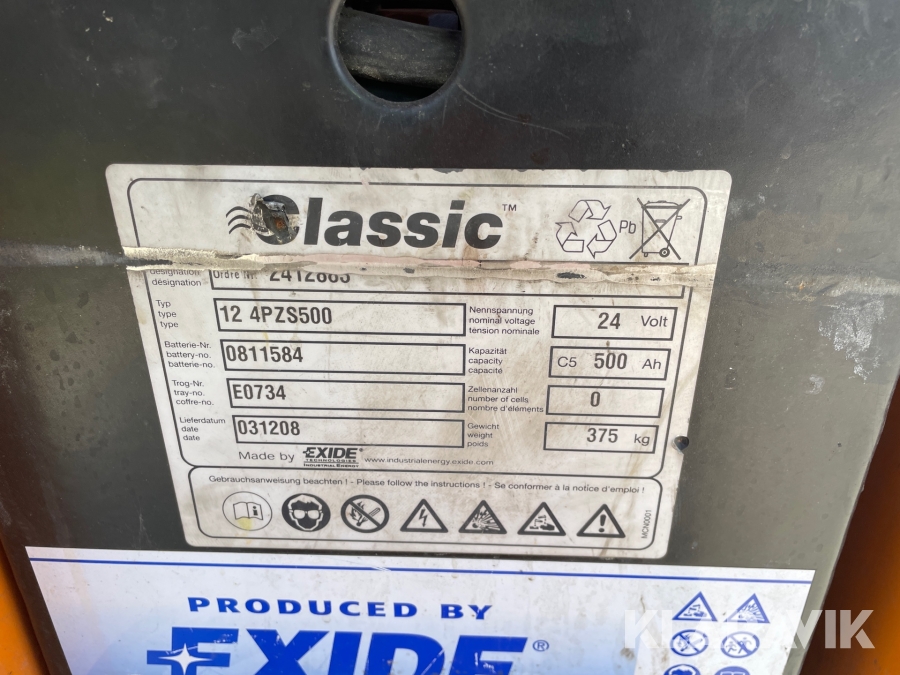 Classic™
Pb
désignation Ordre Nr. 2412885
désignation
Typ
type 12 4PZS500
type
Nennspannung
nominal voltage 24 Volt
tension nominale
Batterie-Nr.
battery-no. 0811584
batterie-no.
Kapazität
capacity C5 500 Ah
capacité
Trog-Nr.
tray-no. E0734
coffre-no.
Zellenanzahl
number of cells 0
nombre d'éléments
Lieferdatum
date 031208
date
Gewicht
weight 375 kg
poids
Made by EXIDE®
TECHNOLOGIES
INDUSTRIAL ENERGY
www.industrialenergy.exide.com
Gebrauchsanweisung beachten ! - Please follow the instructions ! - Se conformer à la notice d'emploi !
MCN0001
PRODUCED BY
EXIDE®
KLARAVIK